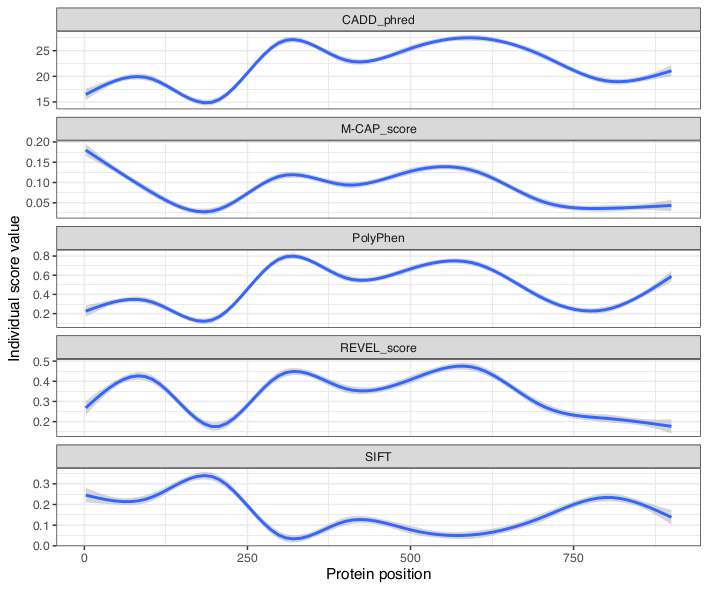 CADD_phred
25
20
15
M-CAP_score
0.20
0.15
0.10
0.05
PolyPhen
0.8
0.6
0.4
0.2
REVEL_score
0.5
0.4
0.3
0.2
SIFT
0.3
0.2
0.1
0.0
0 250 500 750
Protein position
Individual score value